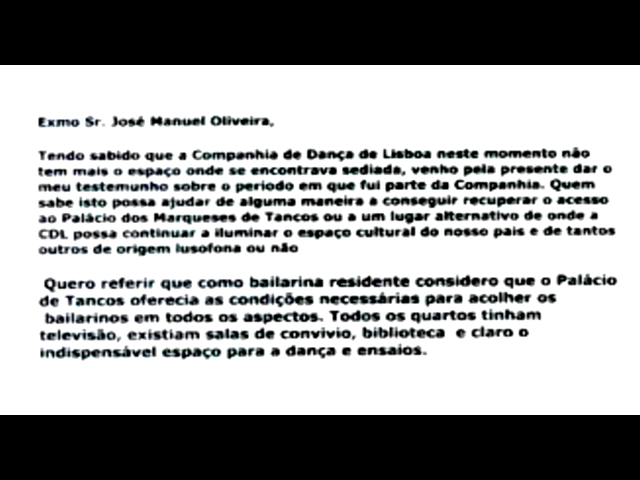 Exmo Sr. José Manuel Oliveira,
Tendo sabido que a Companhia de Dança de Lisboa neste momento não
tem mais o espaço onde se encontrava sediada, venho pela presente dar o
meu testemunho sobre o periodo em que fui parte da Companhia. Quem
sabe isto possa ajudar de alguma maneira a conseguir recuperar o acesso
ao Palácio dos Marqueses de Tancos ou a um lugar alternativo de onde a
CDL possa continuar a iluminar o espaço cultural do nosso pais e de tantos
outros de origem lusofona ou não
Quero referir que como bailarina residente considero que o Palácio
de Tancos oferecia as condições necessárias para acolher os
bailarinos em todos os aspectos. Todos os quartos tinham
televisão, existiam salas de convivio, biblioteca e claro o
indispensável espaço para a dança e ensaios.